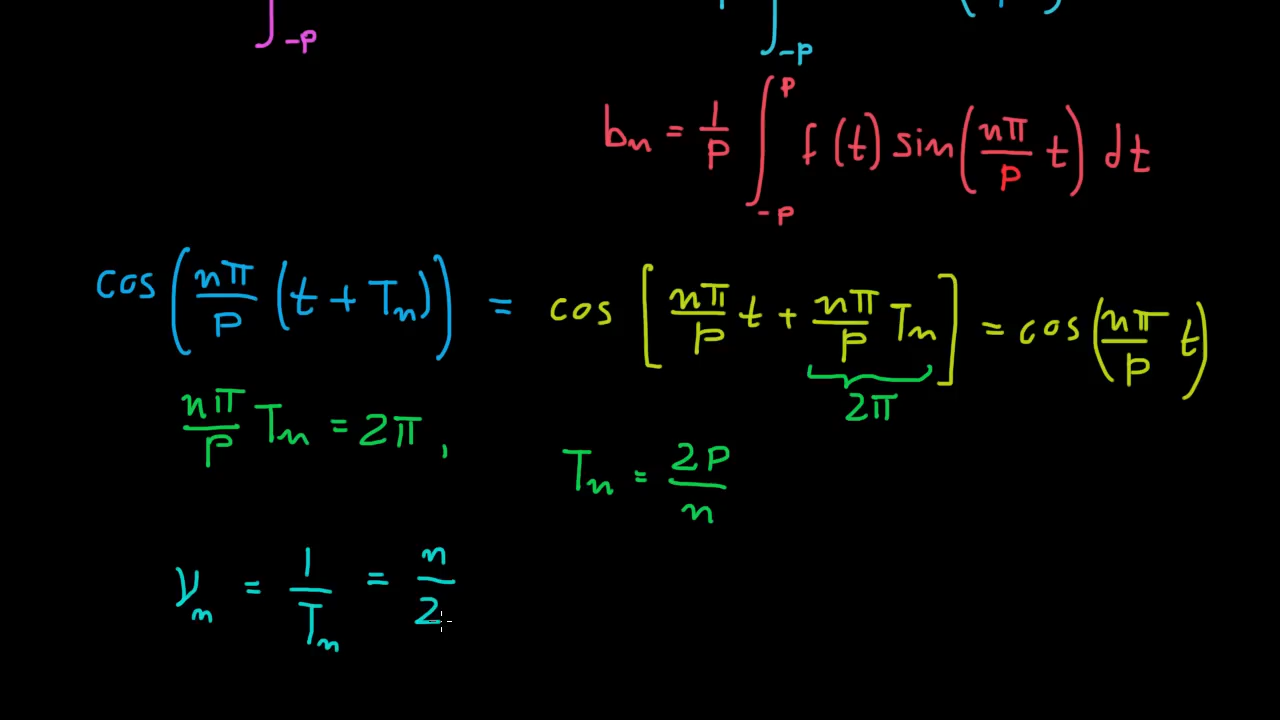 ∫_{-P} ∫_{-P}
b_n = 1/P ∫_{-P}^{P} f(t) sin(nπ/P t) dt
cos(nπ/P (t + T_n)) = cos[nπ/P t + nπ/P T_n] = cos(nπ/P t)
2π
nπ/P T_n = 2π, T_n = 2P/n
ν_n = 1/T_n = n/2